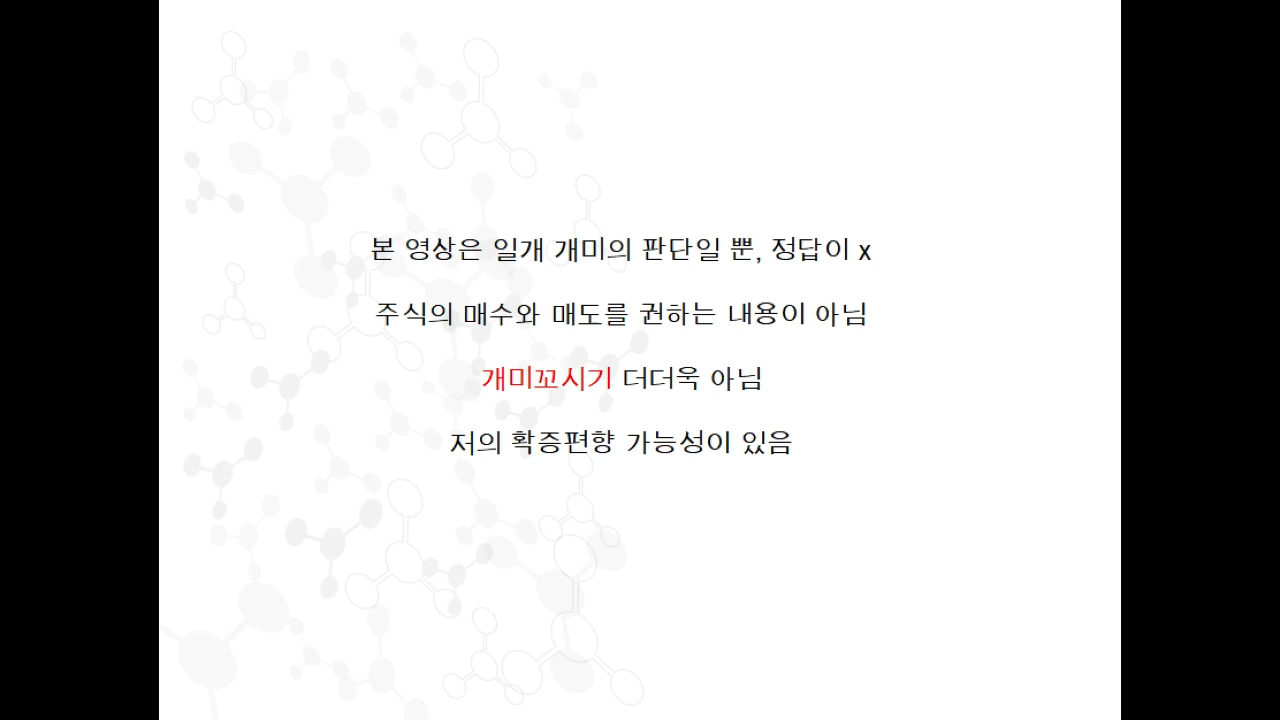 본 영상은 일개 개미의 판단일 뿐, 정답이 x
주식의 매수와 매도를 권하는 내용이 아님
개미꼬시기 더더욱 아님
저의 확증편향 가능성이 있음